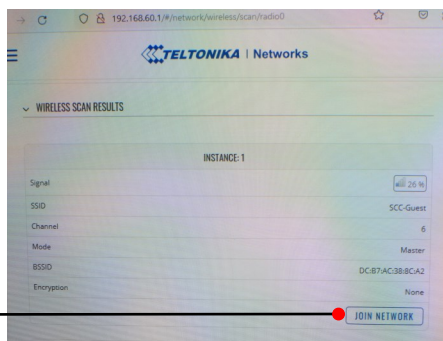 192.168.60.1/#/network/wireless/scan/radio0
TELTONIKA | Networks
WIRELESS SCAN RESULTS
INSTANCE: 1
Signal 26 %
SSID SCC-Guest
Channel 6
Mode Master
BSSID DC:B7:AC:38:8C:A2
Encryption None
JOIN NETWORK